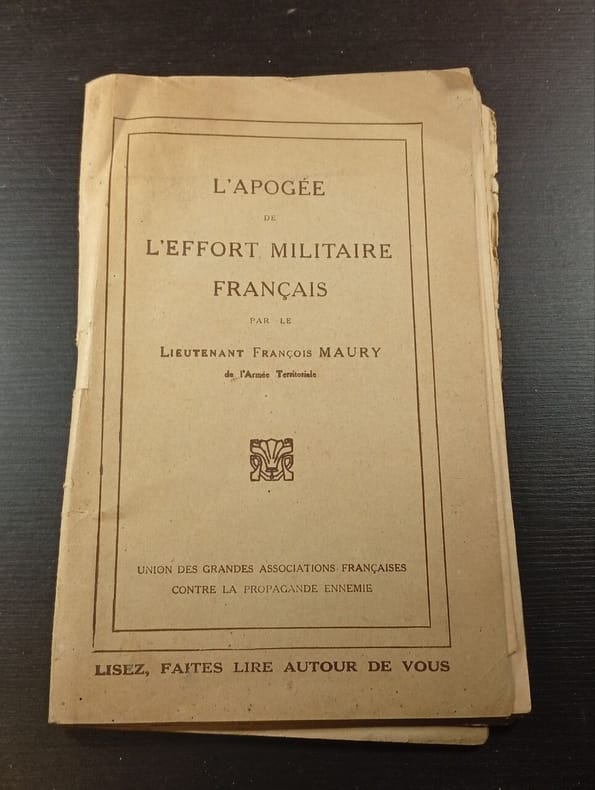 L'APOGÉE
DE
L'EFFORT MILITAIRE
FRANÇAIS
PAR LE
LIEUTENANT FRANÇOIS MAURY
de l'Armée Territoriale
UNION DES GRANDES ASSOCIATIONS FRANÇAISES
CONTRE LA PROPAGANDE ENNEMIE
LISEZ, FAITES LIRE AUTOUR DE VOUS